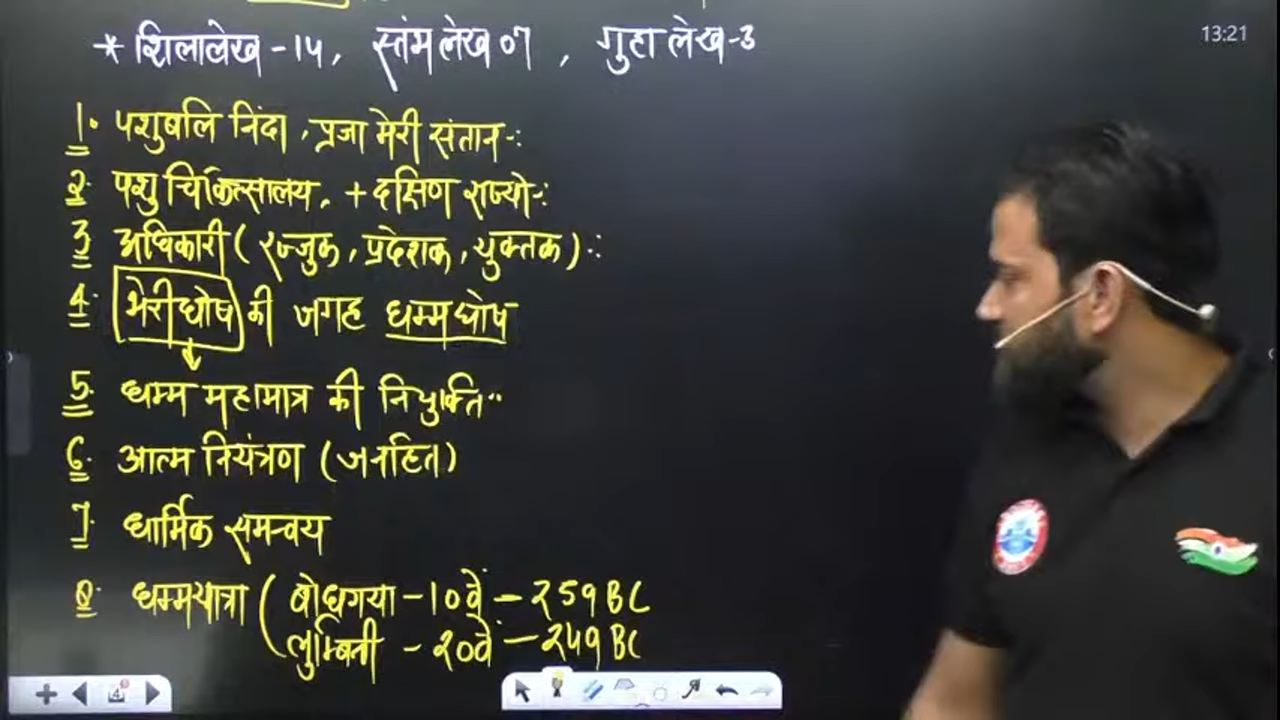 * शिलालेख -14, स्तंभ लेख 07, गुहा लेख-3
13:21
1. पशुबलि निंदा, प्रजा मेरी संतान
2. पशु चिकित्सालय, + दक्षिण राज्यो
3 अधिकारी (रज्जुक, प्रदेशक, युक्तक)
4. भेरीघोष की जगह धम्म घोष
5. धम्म महामात्र की नियुक्ति
6. आत्म नियंत्रण (जनहित)
7. धार्मिक समन्वय
8. धम्मयात्रा ( बोधगया - 10वें - 259 BC
लुम्बिनी - 20वें - 249 BC